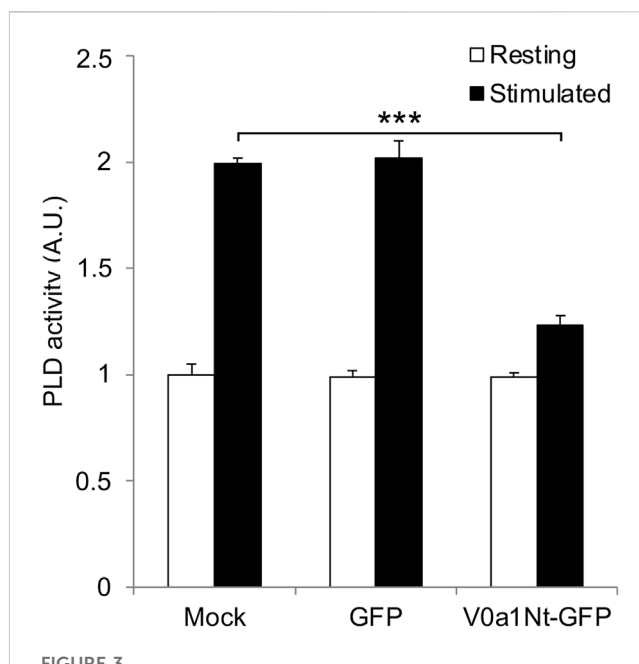 2.5
Resting
Stimulated
***
2
1.5
1
0.5
0
PLD activity (A.U.)
Mock GFP V0a1Nt-GFP
FIGURE 3